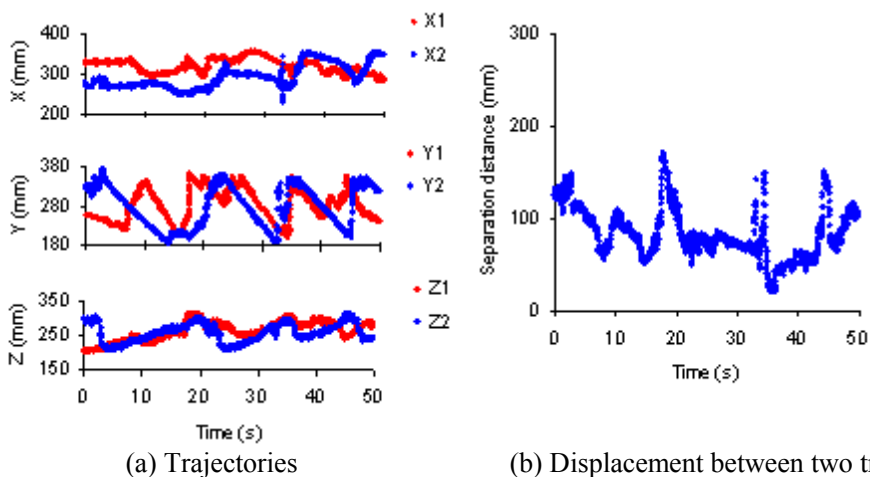 400
300
200
X (mm)
X1
X2
380
280
180
Y (mm)
Y1
Y2
350
250
150
Z (mm)
Z1
Z2
0 10 20 30 40 50
Time (s)
(a) Trajectories
300
200
100
0
Separation distance (mm)
0 10 20 30 40 50
Time (s)
(b) Displacement between two